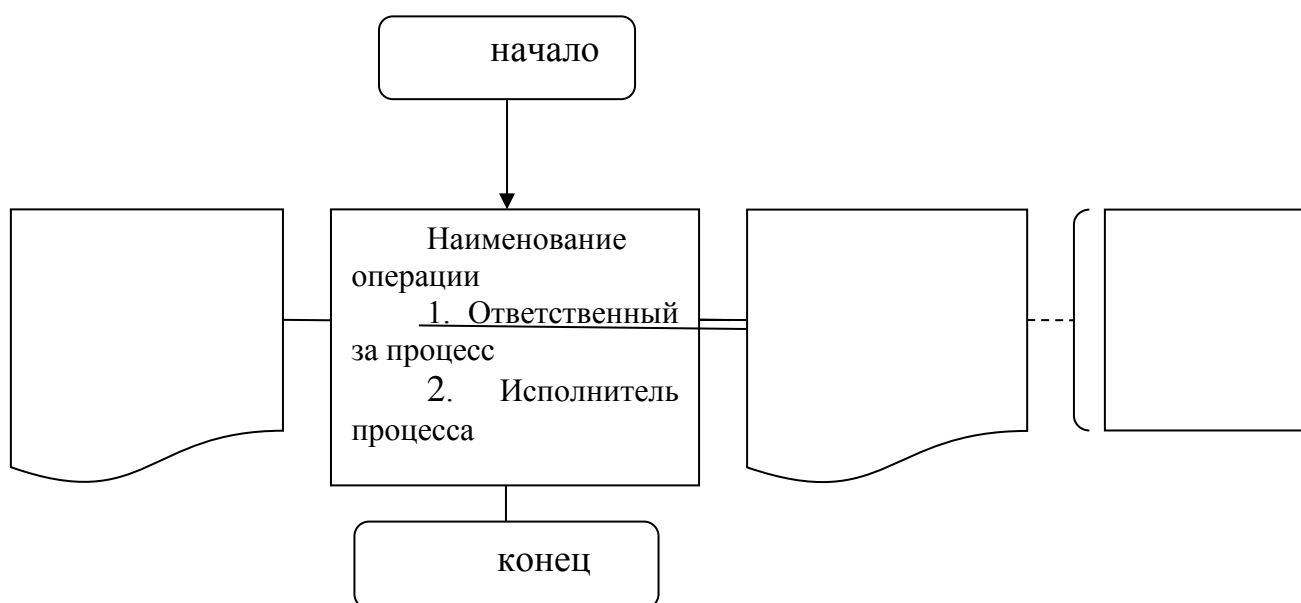 начало
Наименование
операции
1. Ответственный
за процесс
2. Исполнитель
процесса
конец